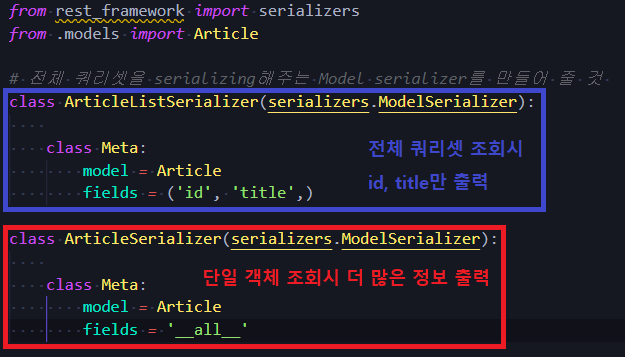 from rest_framework import serializers
from .models import Article
# 전체 쿼리셋을 serializing해주는 Model serializer를 만들어 줄 것
class ArticleListSerializer(serializers.ModelSerializer):
class Meta:
전체 쿼리셋 조회시
model = Article
id, title만 출력
fields = ('id', 'title',)
class ArticleSerializer(serializers.ModelSerializer):
단일 객체 조회시 더 많은 정보 출력
class Meta:
model = Article
fields = '__all__'